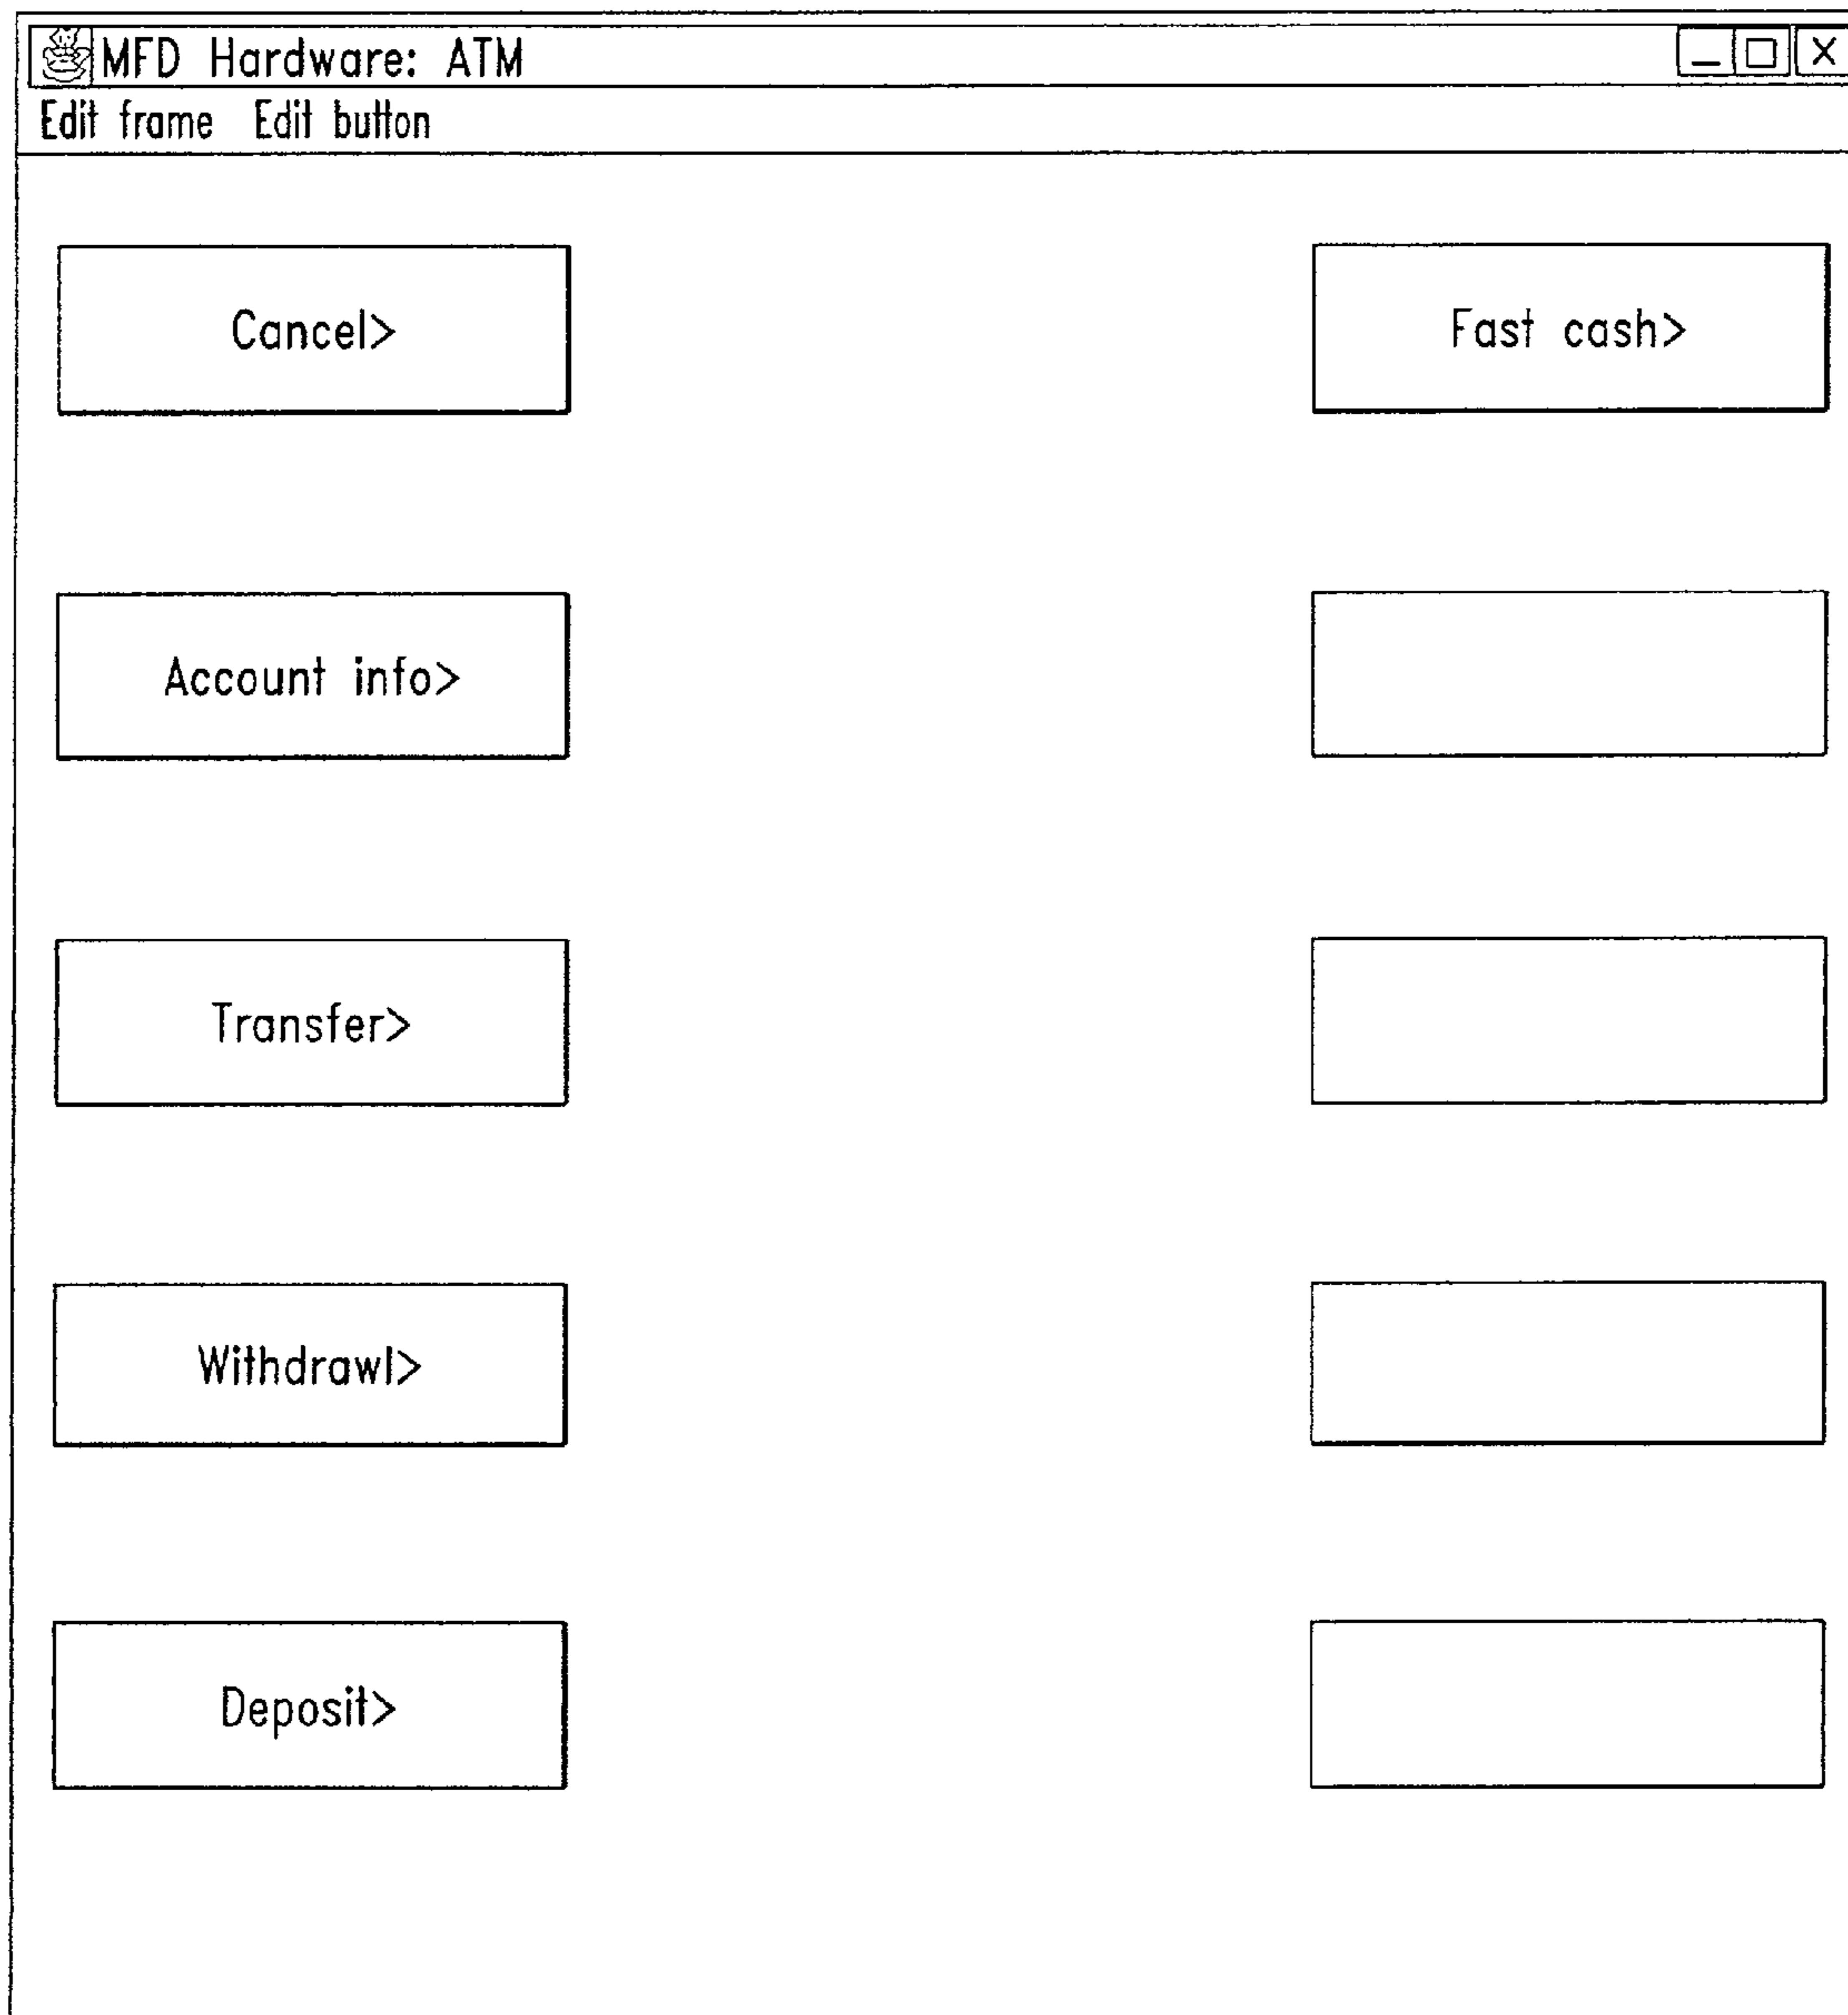 MFD Hardware: ATM
Edit frame Edit button
Cancel> Fast cash>
Account info>
Transfer>
Withdrawl>
Deposit>